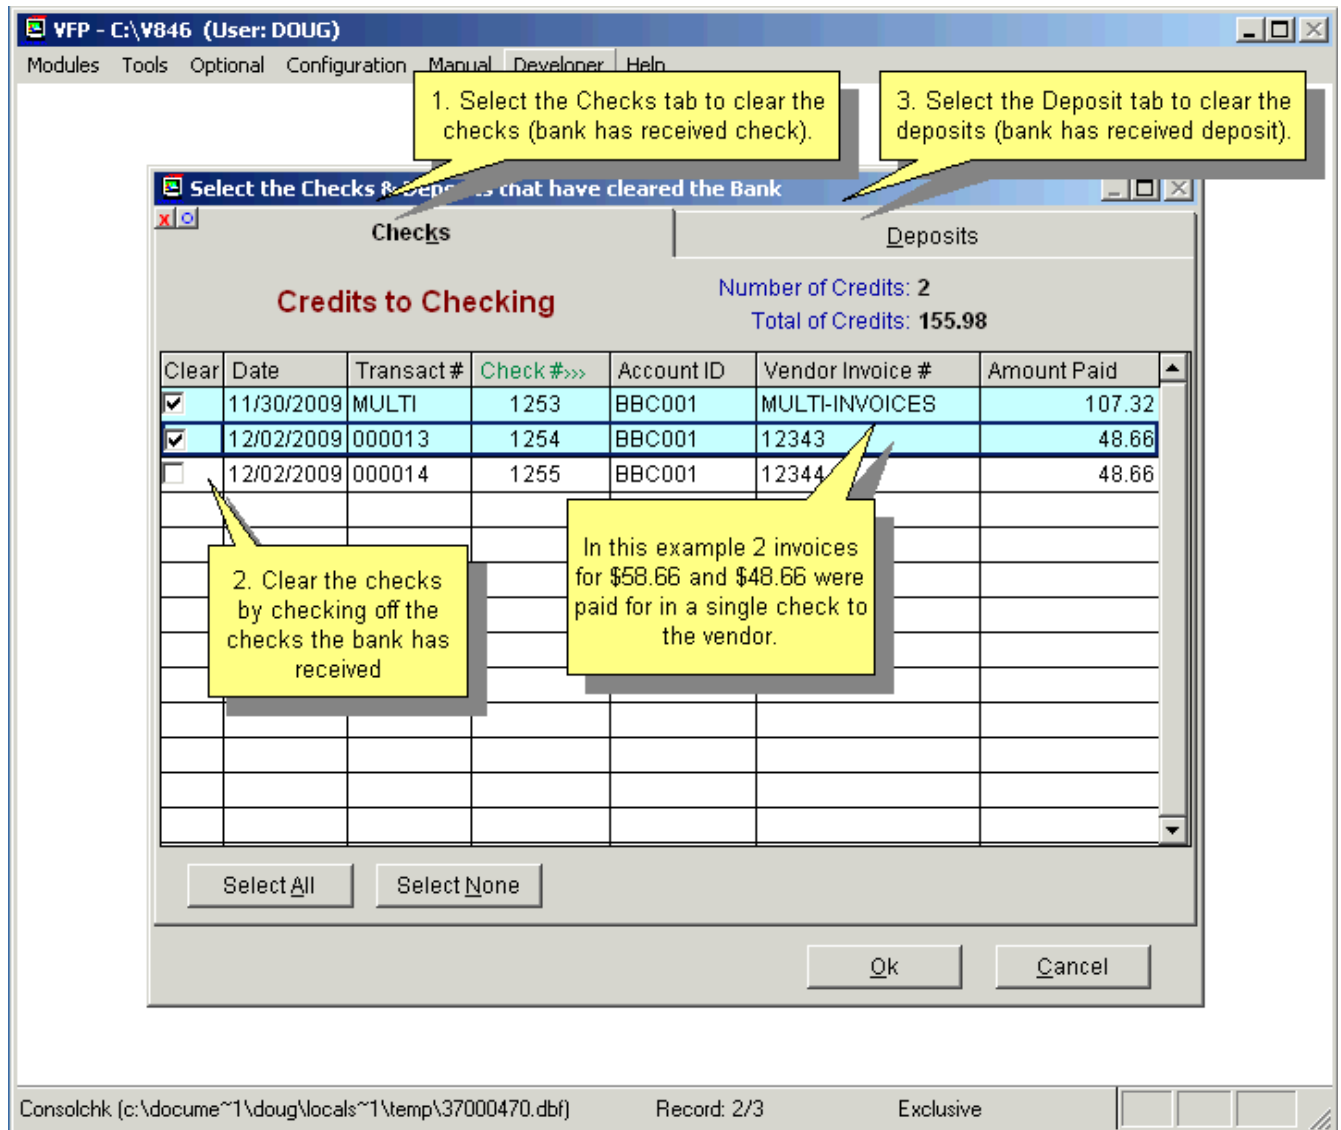 VFP - C:\V846 (User: DOUG)
Modules Tools Optional Configuration Manual Developer Help
1. Select the Checks tab to clear the
checks (bank has received check).
3. Select the Deposit tab to clear the
deposits (bank has received deposit).
Select the Checks & Deposits that have cleared the Bank
Checks
Deposits
Credits to Checking
Number of Credits: 2
Total of Credits: 155.98
Clear Date Transact # Check #>>> Account ID Vendor Invoice # Amount Paid
11/30/2009 MULTI 1253 BBC001 MULTI-INVOICES 107.32
12/02/2009 000013 1254 BBC001 12343 48.66
12/02/2009 000014 1255 BBC001 12344 48.66
2. Clear the checks
by checking off the
checks the bank has
received
In this example 2 invoices
for $58.66 and $48.66 were
paid for in a single check to
the vendor.
Select All Select None
Ok Cancel
Consolchk (c:\docume~1\doug\locals~1\temp\37000470.dbf) Record: 2/3 Exclusive